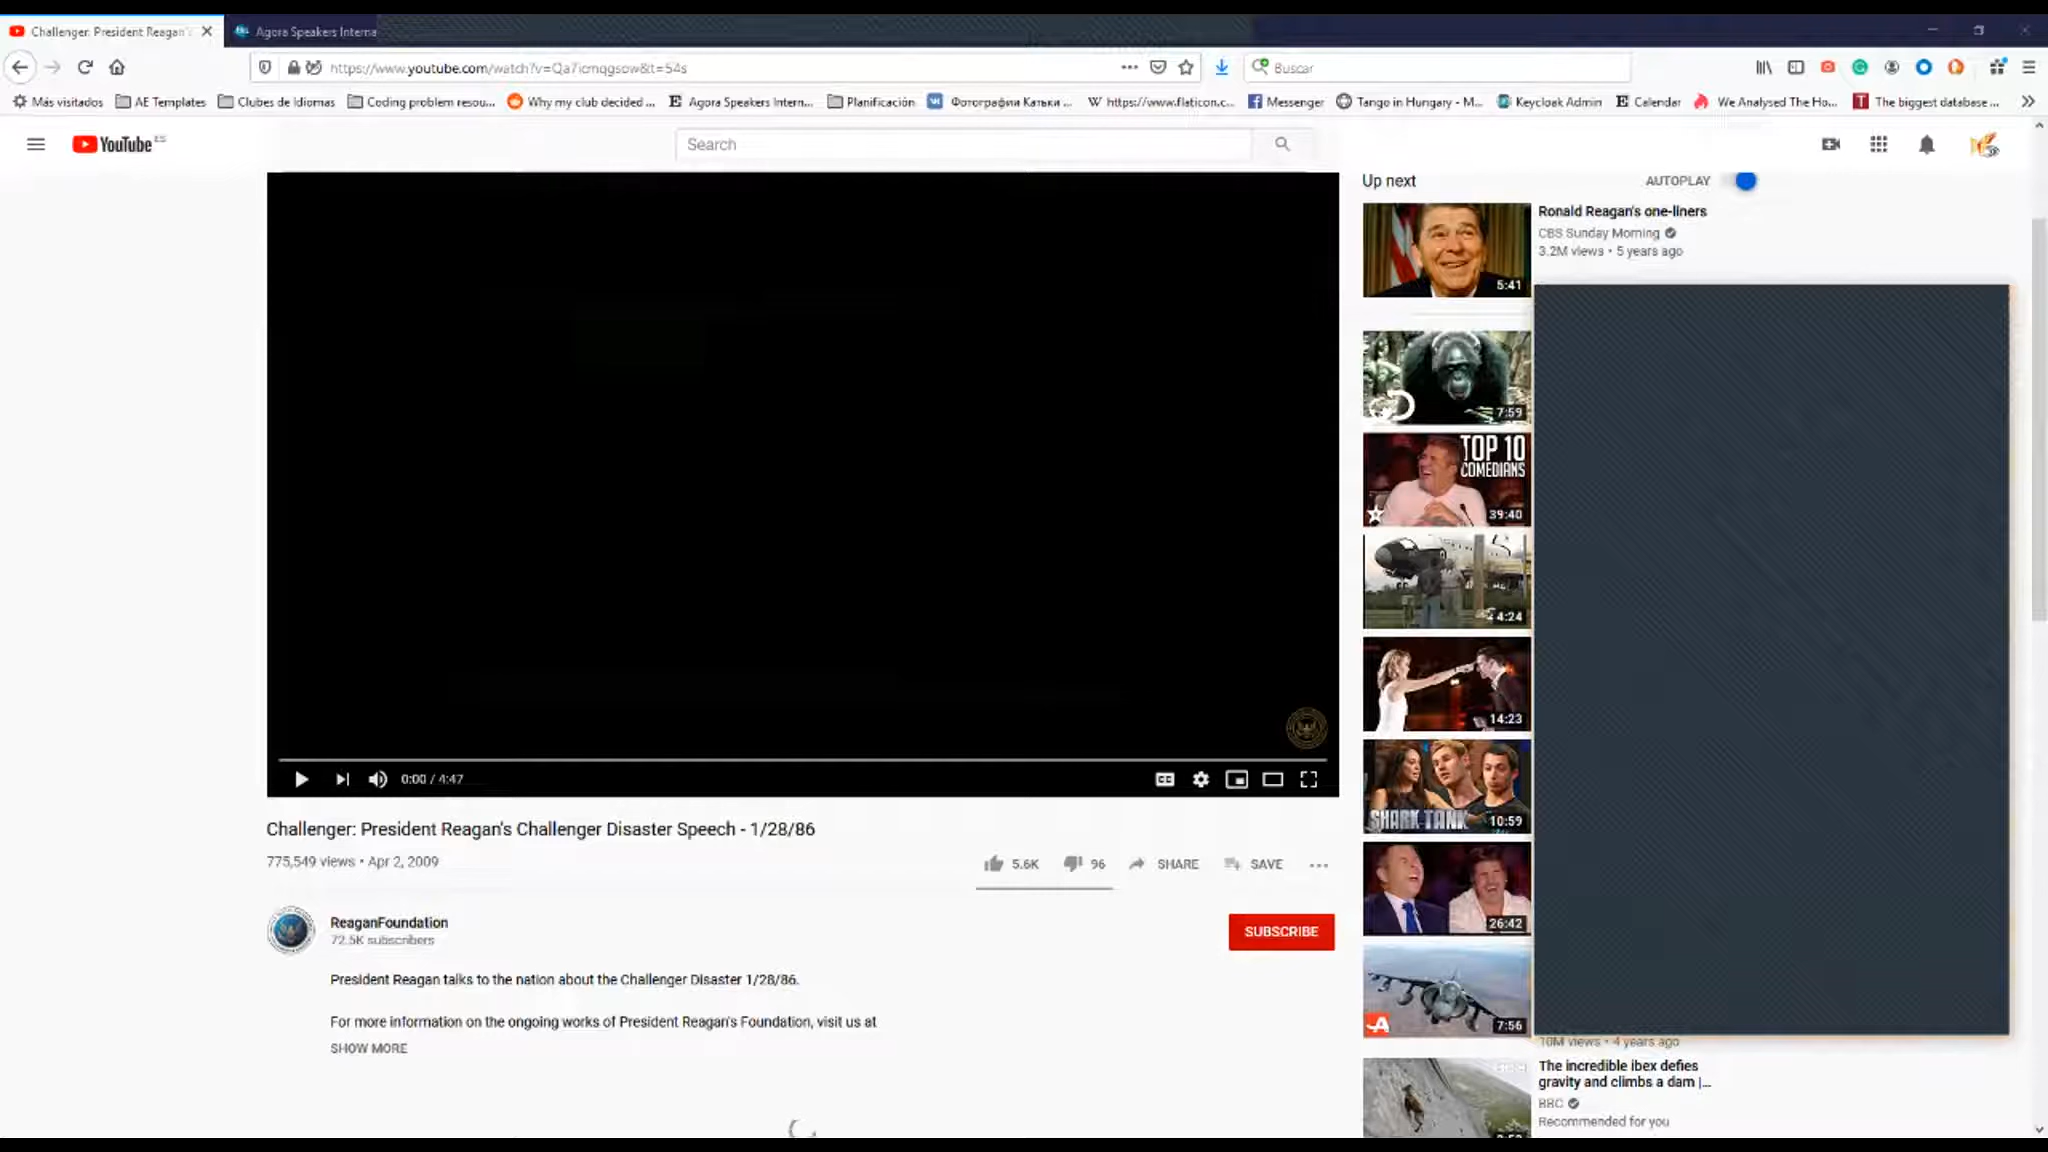 Challenger: President Reagan's
Agora Speakers Interna
https://www.youtube.com/watch?v=Qa7icmqgsow&t=54s
Buscar
Más visitados
AE Templates
Clubes de Idiomas
Coding problem resou...
Why my club decided ...
Agora Speakers Intern...
Planificación
Фотографии Катьки ...
https://www.flaticon.c...
Messenger
Tango in Hungary - M...
Keycloak Admin
Calendar
We Analysed The Ho...
The biggest database ...
YouTube ES
Search
Up next
AUTOPLAY
Ronald Reagan's one-liners
CBS Sunday Morning
3.2M views • 5 years ago
5:41
7:59
TOP 10
COMEDIANS
39:40
4:24
14:23
SHARK TANK
10:59
26:42
7:56
10M views • 4 years ago
The incredible ibex defies
gravity and climbs a dam |...
BBC
Recommended for you
0:00 / 4:47
Challenger: President Reagan's Challenger Disaster Speech - 1/28/86
775,549 views • Apr 2, 2009
5.6K
96
SHARE
SAVE
ReaganFoundation
72.5K subscribers
SUBSCRIBE
President Reagan talks to the nation about the Challenger Disaster 1/28/86.
For more information on the ongoing works of President Reagan's Foundation, visit us at
SHOW MORE